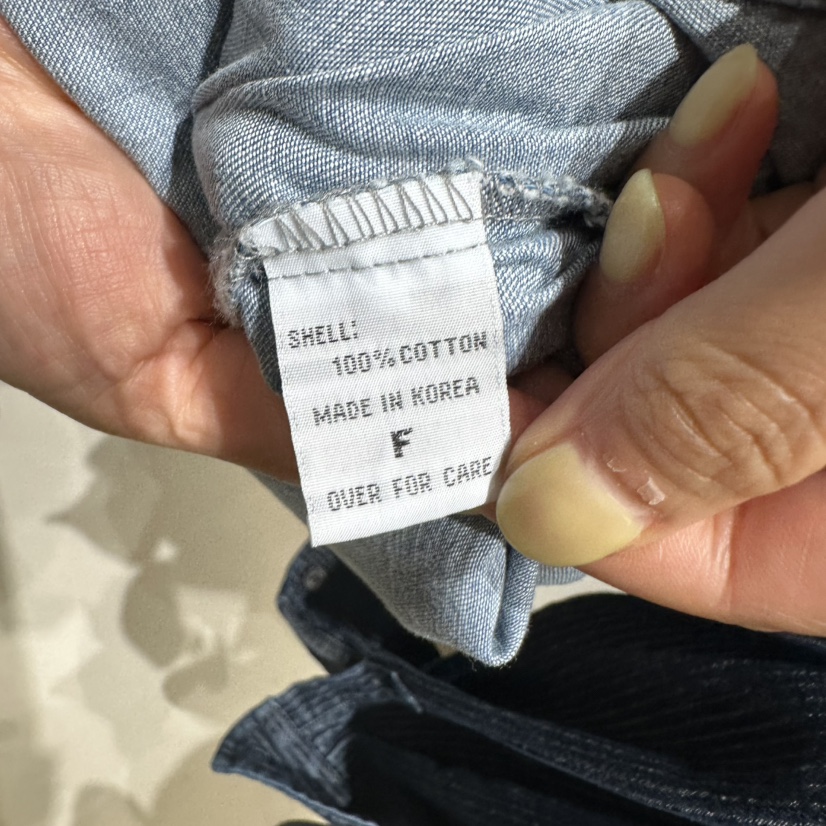 SHELL:
100% COTTON
MADE IN KOREA
F
OVER FOR CARE